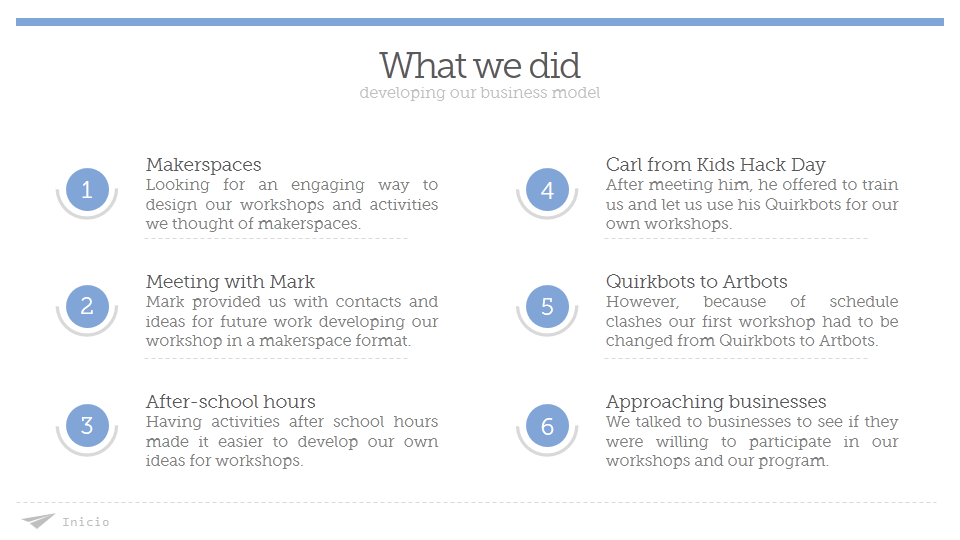 What we did
developing our business model
1
Makerspaces
Looking for an engaging way to
design our workshops and activities
we thought of makerspaces.
2
Meeting with Mark
Mark provided us with contacts and
ideas for future work developing our
workshop in a makerspace format.
3
After-school hours
Having activities after school hours
made it easier to develop our own
ideas for workshops.
4
Carl from Kids Hack Day
After meeting him, he offered to train
us and let us use his Quirkbots for our
own workshops.
5
Quirkbots to Artbots
However, because of schedule
clashes our first workshop had to be
changed from Quirkbots to Artbots.
6
Approaching businesses
We talked to businesses to see if they
were willing to participate in our
workshops and our program.
Inicio